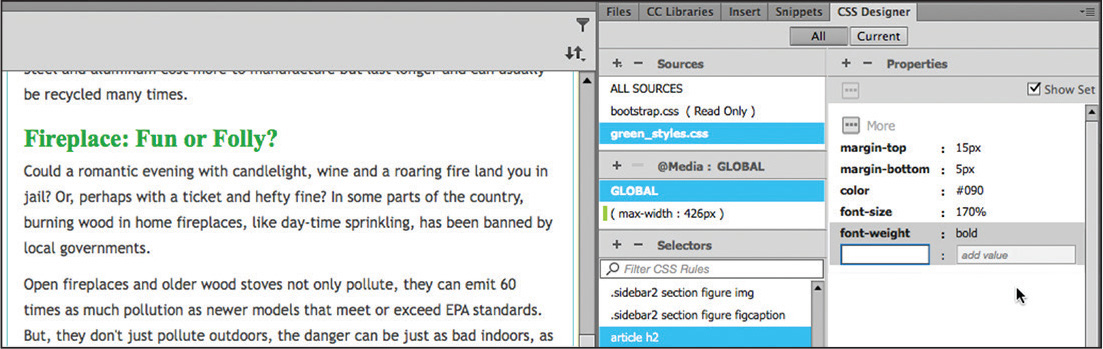 steel and aluminum cost more to manufacture but last longer and can usually
be recycled many times.
Fireplace: Fun or Folly?
Could a romantic evening with candlelight, wine and a roaring fire land you in
jail? Or, perhaps with a ticket and hefty fine? In some parts of the country,
burning wood in home fireplaces, like day-time sprinkling, has been banned by
local governments.
Open fireplaces and older wood stoves not only pollute, they can emit 60
times as much pollution as newer models that meet or exceed EPA standards.
But, they don't just pollute outdoors, the danger can be just as bad indoors, as
Files CC Libraries Insert Snippets CSS Designer
All Current
+ - Sources
ALL SOURCES
bootstrap.css ( Read Only )
green_styles.css
+ - @Media : GLOBAL
GLOBAL
( max-width : 426px )
+ - Selectors
Filter CSS Rules
.sidebar2 section figure img
.sidebar2 section figure figcaption
article h2
+ - Properties
Show Set
More
margin-top : 15px
margin-bottom : 5px
color : #090
font-size : 170%
font-weight : bold
: add value